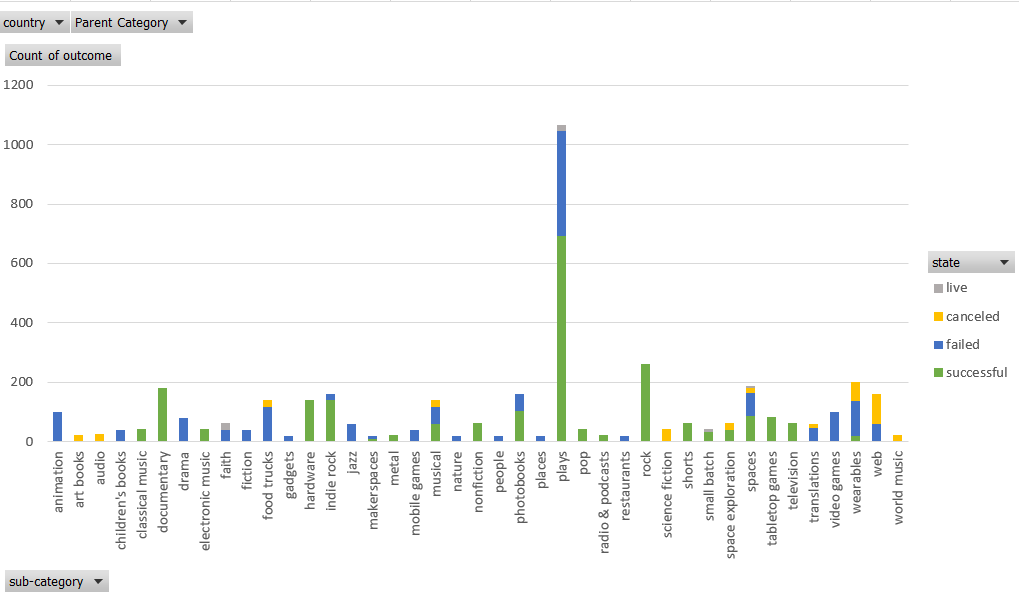 country Parent Category
Count of outcome
1200
1000
800
600
400
200
0
state
live
canceled
failed
successful
animation
art books
audio
children's books
classical music
documentary
drama
electronic music
faith
fiction
food trucks
gadgets
hardware
indie rock
jazz
makerspaces
metal
mobile games
musical
nature
nonfiction
people
photobooks
places
plays
pop
radio & podcasts
restaurants
rock
science fiction
shorts
small batch
space exploration
spaces
tabletop games
television
translations
video games
wearables
web
world music
sub-category